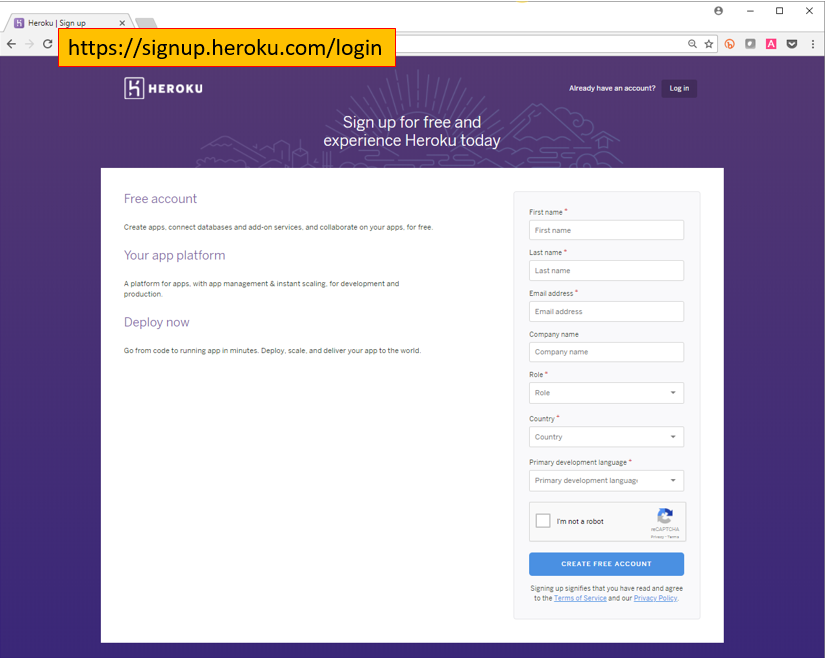 Heroku | Sign up
https://signup.heroku.com/login
HEROKU
Already have an account?
Log in
Sign up for free and
experience Heroku today
Free account
Create apps, connect databases and add-on services, and collaborate on your apps, for free.
Your app platform
A platform for apps, with app management & instant scaling, for development and
production.
Deploy now
Go from code to running app in minutes. Deploy, scale, and deliver your app to the world.
First name *
First name
Last name *
Last name
Email address *
Email address
Company name
Company name
Role *
Role
Country *
Country
Primary development language *
Primary development language
I'm not a robot
reCAPTCHA
Privacy - Terms
CREATE FREE ACCOUNT
Signing up signifies that you have read and agree
to the Terms of Service and our Privacy Policy.